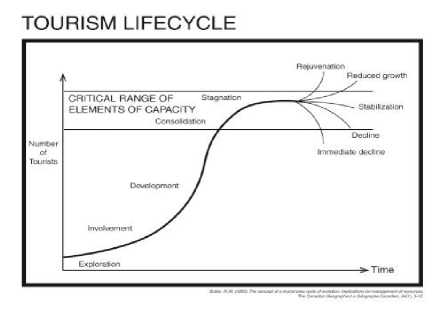 TOURISM LIFECYCLE
Rejuvenation
Reduced growth
CRITICAL RANGE OF
ELEMENTS OF CAPACITY
Stagnation
Stabilization
Consolidation
Decline
Number
of
Tourists
Immediate decline
Development
Involvement
Exploration
Time